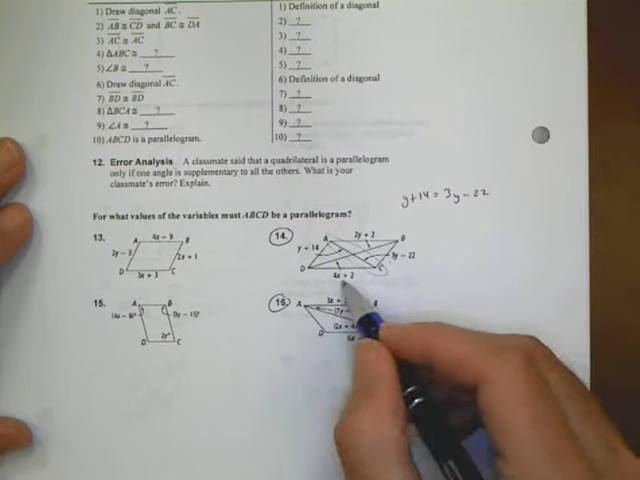 1) Draw diagonal AC.
2) AB ≅ CD and BC ≅ DA
3) AC ≅ AC
4) ΔABC ≅ ?
5) ∠B ≅ ?
6) Draw diagonal AC.
7) BD ≅ BD
8) ΔBCA ≅ ?
9) ∠A ≅ ?
10) ABCD is a parallelogram.
1) Definition of a diagonal
2) ?
3) ?
4) ?
5) ?
6) Definition of a diagonal
7) ?
8) ?
9) ?
10) ?
12. Error Analysis A classmate said that a quadrilateral is a parallelogram
only if one angle is supplementary to all the others. What is your
classmate's error? Explain.
y+14 = 3y-22
For what values of the variables must ABCD be a parallelogram?
13.
4x - 9
A B
2y - 3 2x + 1
D C
3x + 3
14.
2y + 2
A B
y + 14 3y - 22
D C
4x + 2
15.
A B
D C
2y°
16.
A
B
D